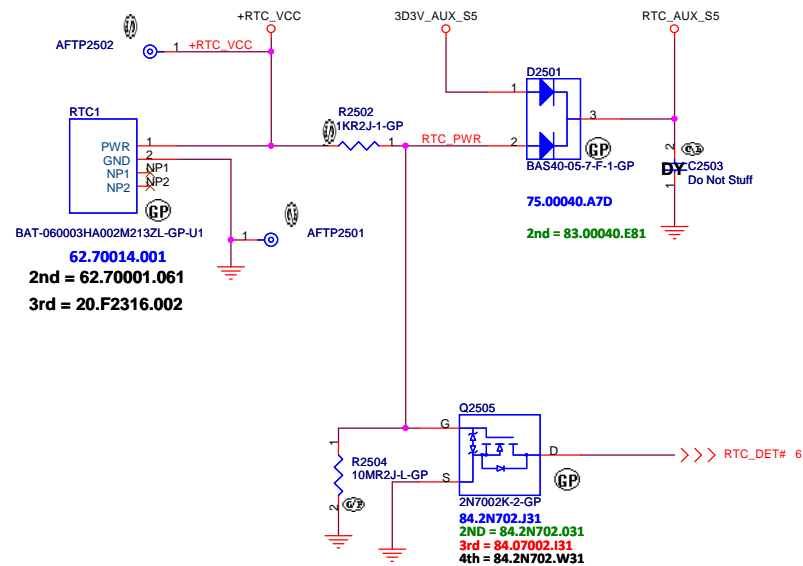 +RTC_VCC
3D3V_AUX_S5
RTC_AUX_S5
AFTP2502
1
+RTC_VCC
D2501
RTC1
R2502
1KR2J-1-GP
1
3
PWR
1
1
RTC_PWR
2
2
GND
2
NP1
NP1
NP2
NP2
GP
GP
BAS40-05-7-F-1-GP
DY
C2503
Do Not Stuff
1
75.00040.A7D
BAT-060003HA002M213ZL-GP-U1
1
AFTP2501
2nd = 83.00040.E81
62.70014.001
2nd = 62.70001.061
3rd = 20.F2316.002
Q2505
G
1
R2504
10MR2J-L-GP
D
RTC_DET# 6
S
GP
2
2N7002K-2-GP
84.2N702.J31
2ND = 84.2N702.031
3rd = 84.07002.I31
4th = 84.2N702.W31